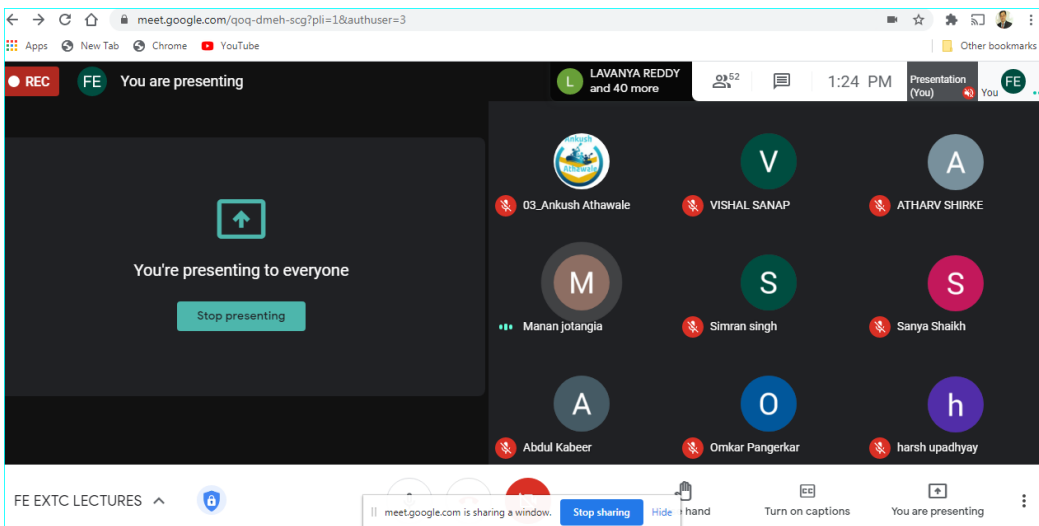 meet.google.com/qoq-dmeh-scg?pli=1&authuser=3
Apps New Tab Chrome YouTube Other bookmarks
REC FE You are presenting
L LAVANYA REDDY
and 40 more
52 1:24 PM
Presentation
(You) You FE
Ankush
Athawale
V
A
03_Ankush Athawale VISHAL SANAP ATHARV SHIRKE
You're presenting to everyone
Stop presenting
M S S
Manan jotangia Simran singh Sanya Shaikh
A O h
Abdul Kabeer Omkar Pangerkar harsh upadhyay
FE EXTC LECTURES
meet.google.com is sharing a window. Stop sharing Hide
hand Turn on captions You are presenting